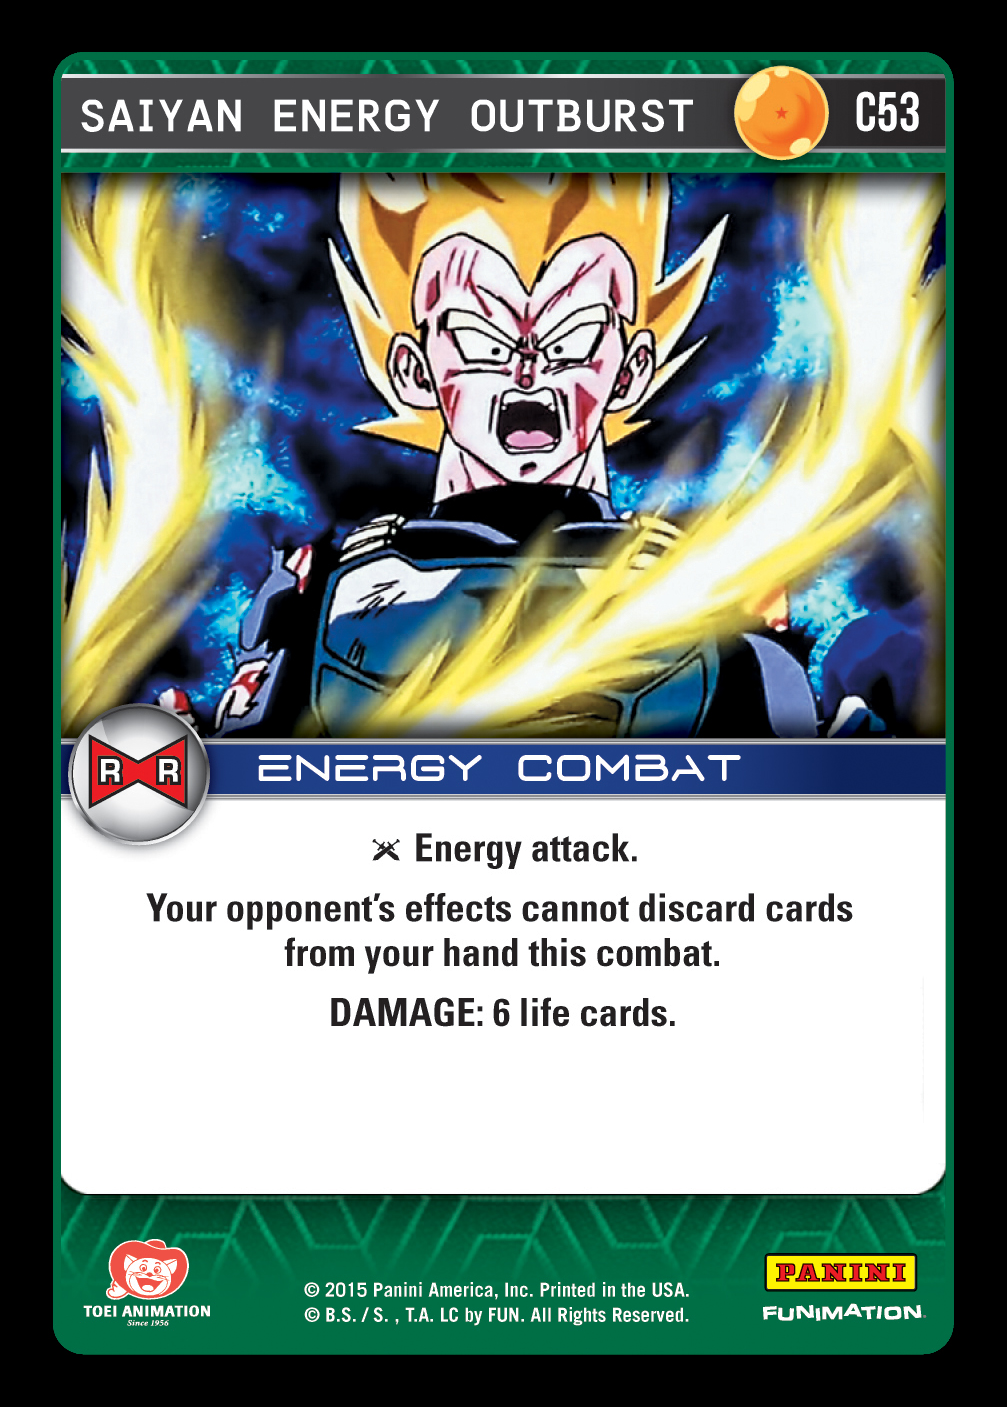 SAIYAN ENERGY OUTBURST C53
R R
ENERGY COMBAT
Energy attack.
Your opponent's effects cannot discard cards
from your hand this combat.
DAMAGE: 6 life cards.
TOEI ANIMATION
Since 1956
© 2015 Panini America, Inc. Printed in the USA.
© B.S. / S. , T.A. LC by FUN. All Rights Reserved.
PANINI
FUNIMATION